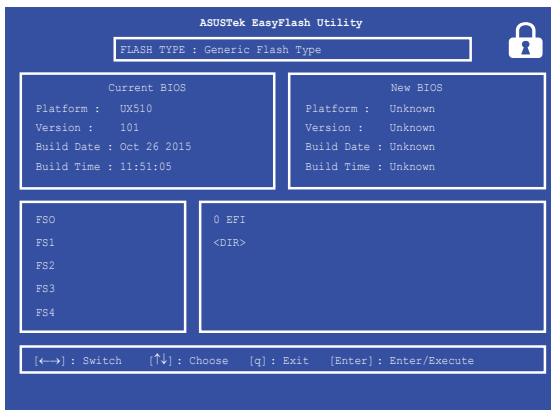 ASUSTek EasyFlash Utility
FLASH TYPE : Generic Flash Type
Current BIOS
Platform : UX510
Version : 101
Build Date : Oct 26 2015
Build Time : 11:51:05
New BIOS
Platform : Unknown
Version : Unknown
Build Date : Unknown
Build Time : Unknown
FSO
FS1
FS2
FS3
FS4
0 EFI
<DIR>
[←→] : Switch [↑↓] : Choose [q] : Exit [Enter] : Enter/Execute